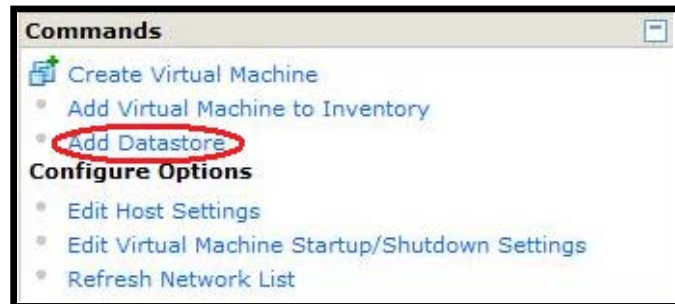 Commands
Create Virtual Machine
Add Virtual Machine to Inventory
Add Datastore
Configure Options
Edit Host Settings
Edit Virtual Machine Startup/Shutdown Settings
Refresh Network List